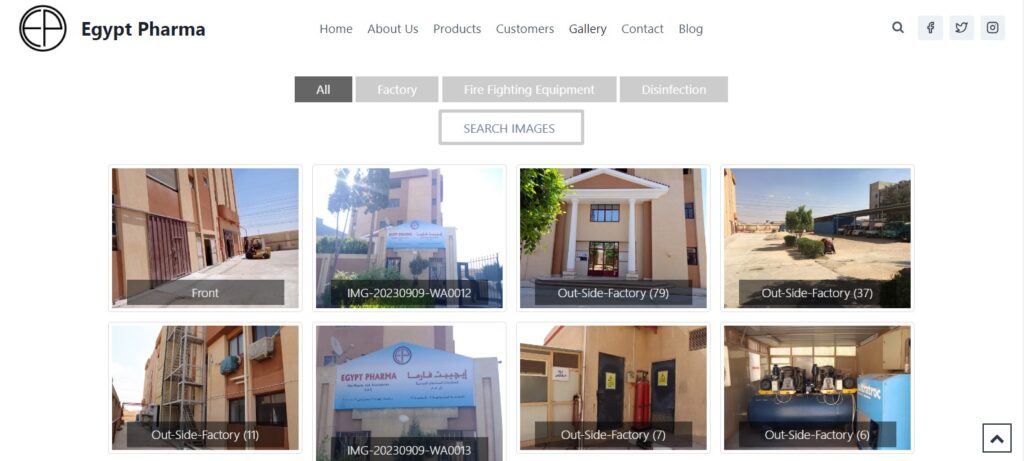 Egypt Pharma
Home About Us Products Customers Gallery Contact Blog
All Factory Fire Fighting Equipment Disinfection
SEARCH IMAGES
EGYPT PHARMA
Front
IMG-20230909-WA0012
Out-Side-Factory (79)
Out-Side-Factory (37)
EGYPT PHARMA
إيجيبت فارما
Out-Side-Factory (11)
IMG-20230909-WA0013
Out-Side-Factory (7)
Out-Side-Factory (6)